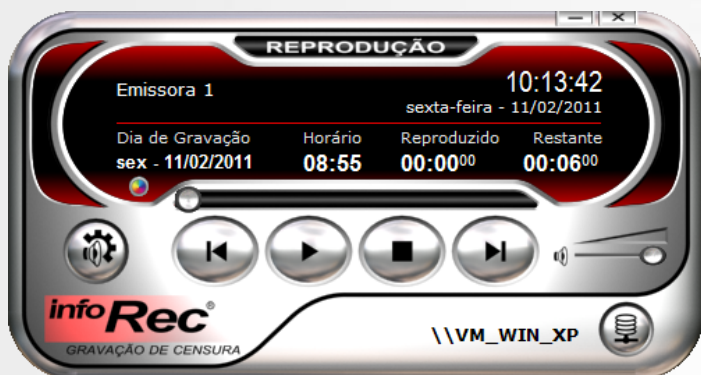 REPRODUÇÃO
Emissora 1
10:13:42
sexta-feira - 11/02/2011
Dia de Gravação Horário Reproduzido Restante
sex - 11/02/2011 08:55 00:00⁰⁰ 00:06⁰⁰
infoRec®
GRAVAÇÃO DE CENSURA
\\VM_WIN_XP